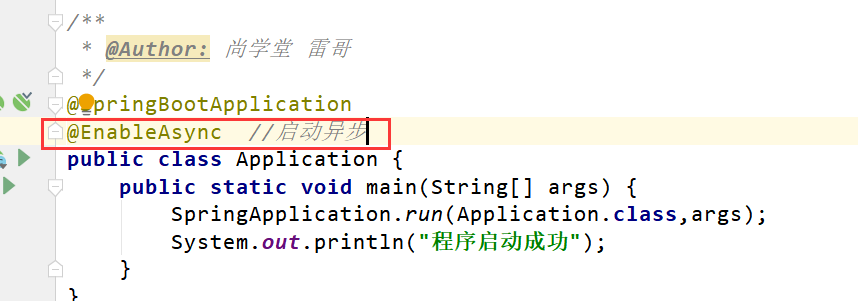 /**
* @Author: 尚学堂 雷哥
*/
@SpringBootApplication
@EnableAsync //启动异步
public class Application {
public static void main(String[] args) {
SpringApplication.run(Application.class,args);
System.out.println("程序启动成功");
}
}